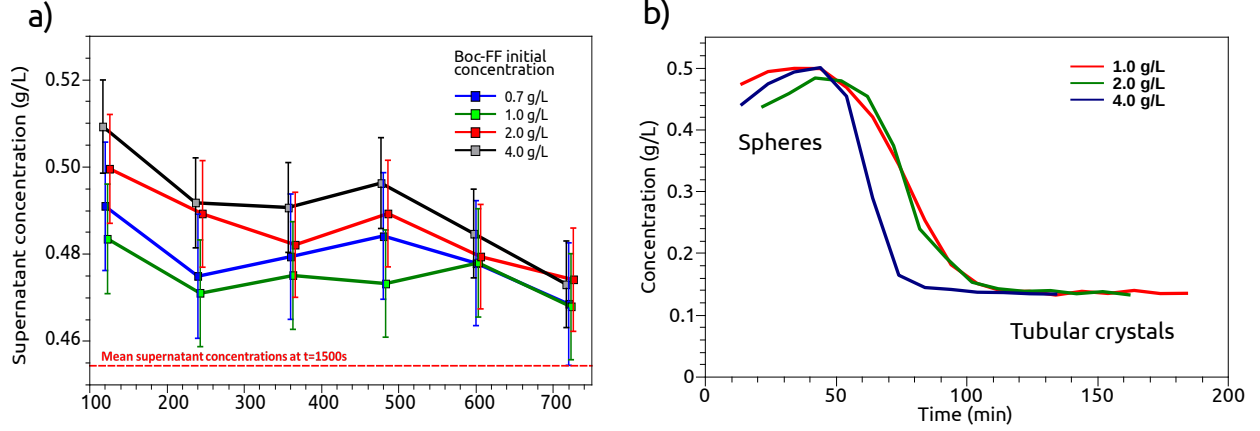 a)
Supernatant concentration (g/L)
0.52
0.50
0.48
0.46
Boc-FF initial
concentration
0.7 g/L
1.0 g/L
2.0 g/L
4.0 g/L
Mean supernatant concentrations at t=1500s
100 200 300 400 500 600 700
b)
Concentration (g/L)
0.5
0.4
0.3
0.2
0.1
0
1.0 g/L
2.0 g/L
4.0 g/L
Spheres
Tubular crystals
0 50 100 150 200
Time (min)